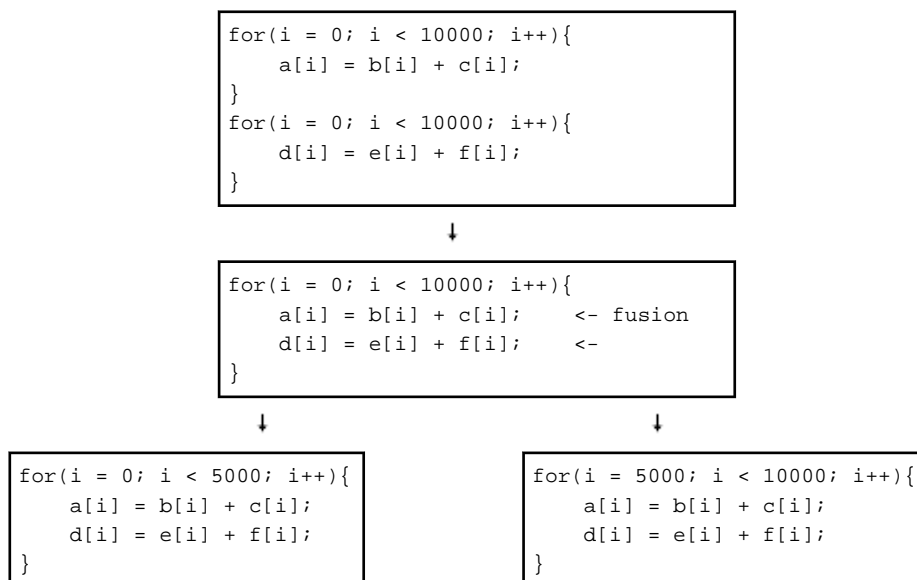 for(i = 0; i < 10000; i++){
    a[i] = b[i] + c[i];
}
for(i = 0; i < 10000; i++){
    d[i] = e[i] + f[i];
}
for(i = 0; i < 10000; i++){
    a[i] = b[i] + c[i];    <- fusion
    d[i] = e[i] + f[i];    <-
}
for(i = 0; i < 5000; i++){
    a[i] = b[i] + c[i];
    d[i] = e[i] + f[i];
}
for(i = 5000; i < 10000; i++){
    a[i] = b[i] + c[i];
    d[i] = e[i] + f[i];
}